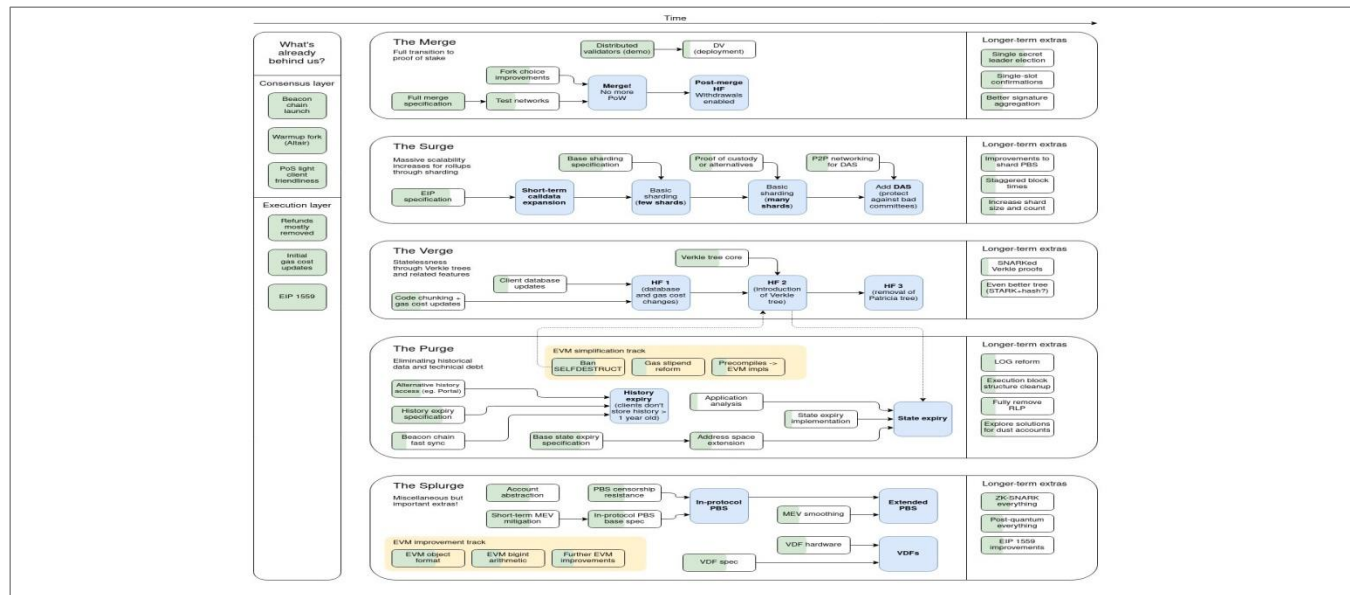 Time
What's
already
behind us?
Consensus layer
Beacon
chain
launch
Warmup fork
(Altair)
PoS light
client
friendliness
Execution layer
Refunds
mostly
removed
Initial
gas cost
updates
EIP 1559
The Merge
Full transition to
proof of stake
Distributed
validators (demo)
DV
(deployment)
Fork choice
improvements
Full merge
specification
Test networks
Merge!
No more
PoW
Post-merge
HF
Withdrawals
enabled
Longer-term extras
Single secret
leader election
Single-slot
confirmations
Better signature
aggregation
The Surge
Massive scalability
increases for rollups
through sharding
Base sharding
specification
Proof of custody
or alternatives
P2P networking
for DAS
EIP
specification
Short-term
calldata
expansion
Basic
sharding
(few shards)
Basic
sharding
(many
shards)
Add DAS
(protect
against bad
committees)
Longer-term extras
Improvements to
shard PBS
Staggered block
times
Increase shard
size and count
The Verge
Statelessness
through Verkle trees
and related features
Verkle tree core
Client database
updates
Code chunking +
gas cost updates
HF 1
(database
and gas cost
changes)
HF 2
(introduction
of Verkle
tree)
HF 3
(removal of
Patricia tree)
Longer-term extras
SNARKed
Verkle proofs
Even better tree
(STARK+hash?)
The Purge
Eliminating historical
data and technical debt
EVM simplification track
Ban
SELFDESTRUCT
Gas stipend
reform
Precompiles ->
EVM impls
Alternative history
access (eg. Portal)
History expiry
specification
Beacon chain
fast sync
History
expiry
(clients don't
store history >
1 year old)
Base state expiry
specification
Application
analysis
Address space
extension
State expiry
implementation
State expiry
Longer-term extras
LOG reform
Execution block
structure cleanup
Fully remove
RLP
Explore solutions
for dust accounts
The Splurge
Miscellaneous but
important extras!
Account
abstraction
PBS censorship
resistance
Short-term MEV
mitigation
In-protocol PBS
base spec
In-protocol
PBS
MEV smoothing
Extended
PBS
EVM improvement track
EVM object
format
EVM bigint
arithmetic
Further EVM
improvements
VDF hardware
VDF spec
VDFs
Longer-term extras
ZK-SNARK
everything
Post-quantum
everything
EIP 1559
improvements